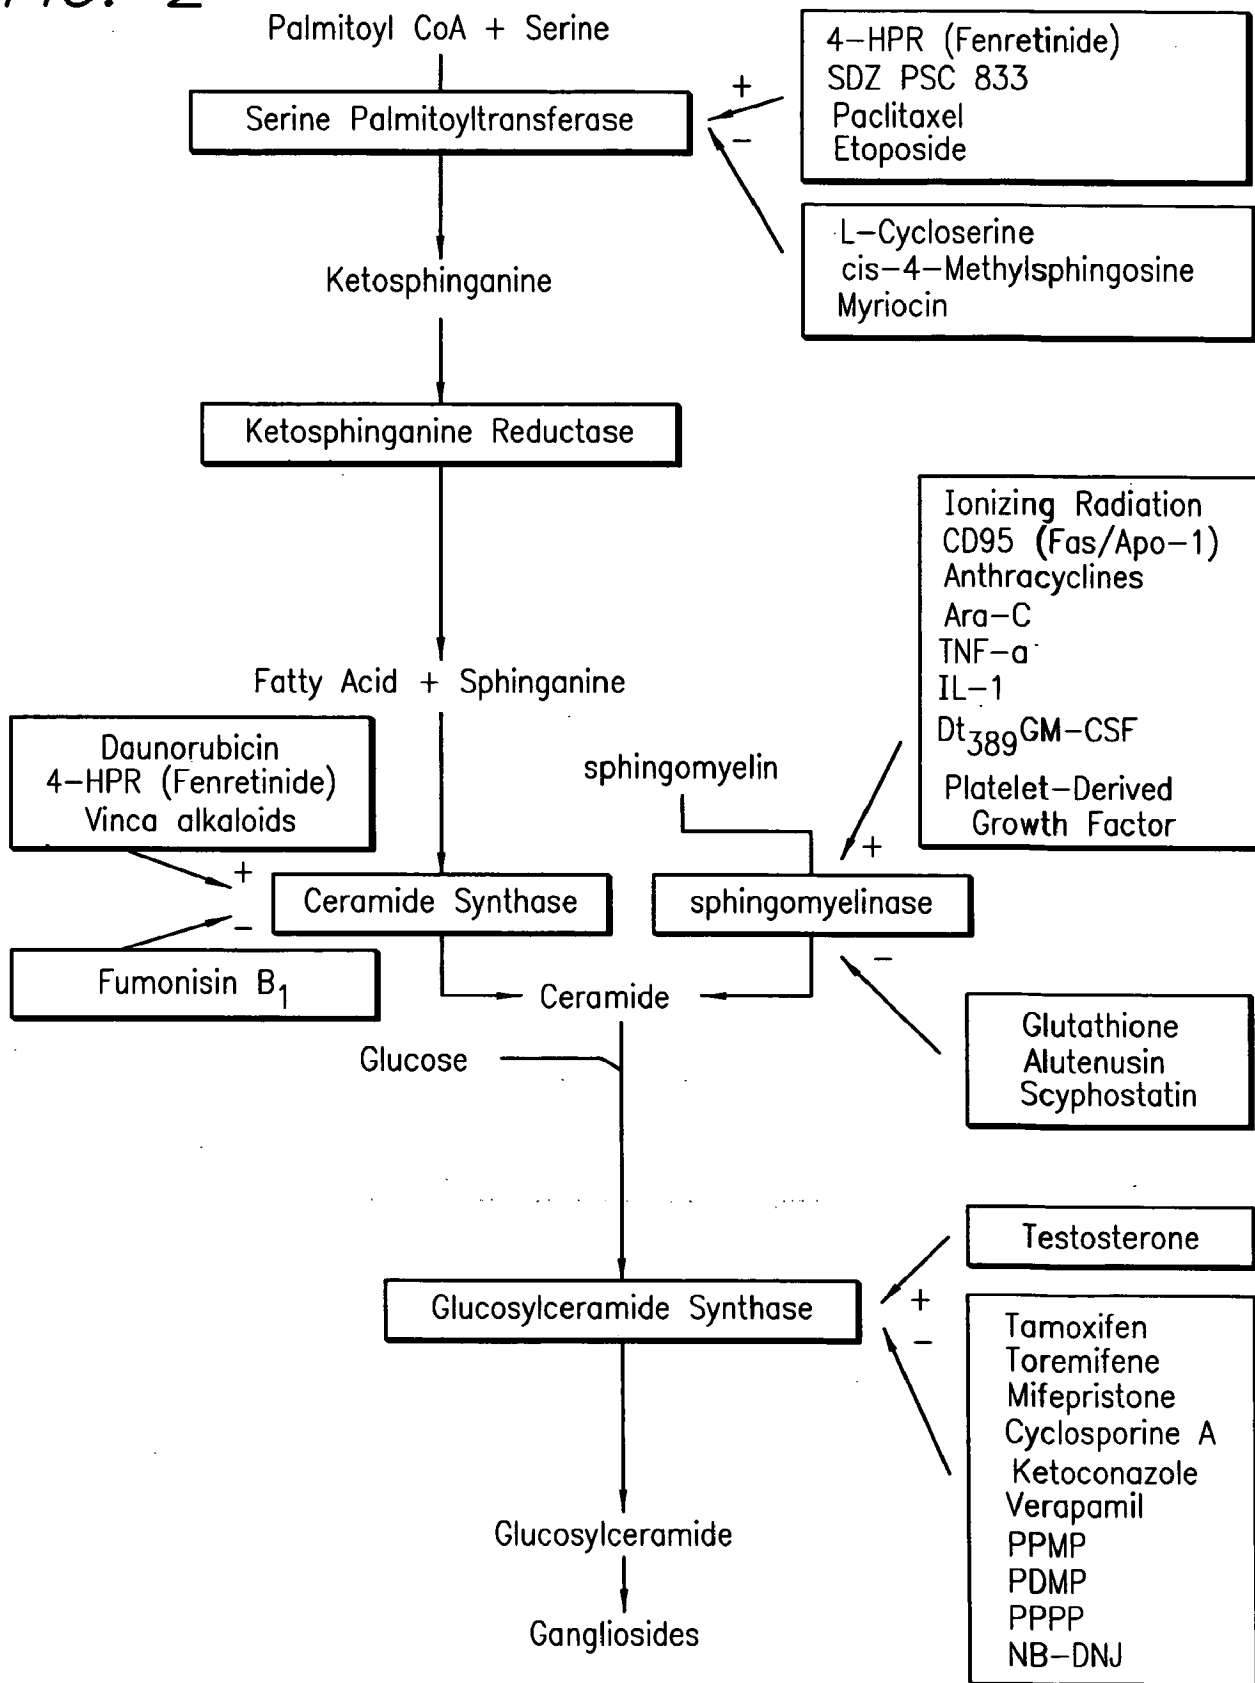 FIG. 2
Palmitoyl CoA + Serine
4-HPR (Fenretinide)
SDZ PSC 833
Paclitaxel
Etoposide
+
Serine Palmitoyltransferase
-
L-Cycloserine
cis-4-Methylsphingosine
Myriocin
Ketosphinganine
Ketosphinganine Reductase
Ionizing Radiation
CD95 (Fas/Apo-1)
Anthracyclines
Ara-C
TNF-a
IL-1
Dt389GM-CSF
Platelet-Derived
Growth Factor
Fatty Acid + Sphinganine
Daunorubicin
4-HPR (Fenretinide)
Vinca alkaloids
sphingomyelin
+
+
Ceramide Synthase
sphingomyelinase
-
-
Fumonisin B1
Ceramide
Glucose
Glutathione
Alutenusin
Scyphostatin
Testosterone
+
Glucosylceramide Synthase
-
Tamoxifen
Toremifene
Mifepristone
Cyclosporine A
Ketoconazole
Verapamil
PPMP
PDMP
PPPP
NB-DNJ
Glucosylceramide
Gangliosides